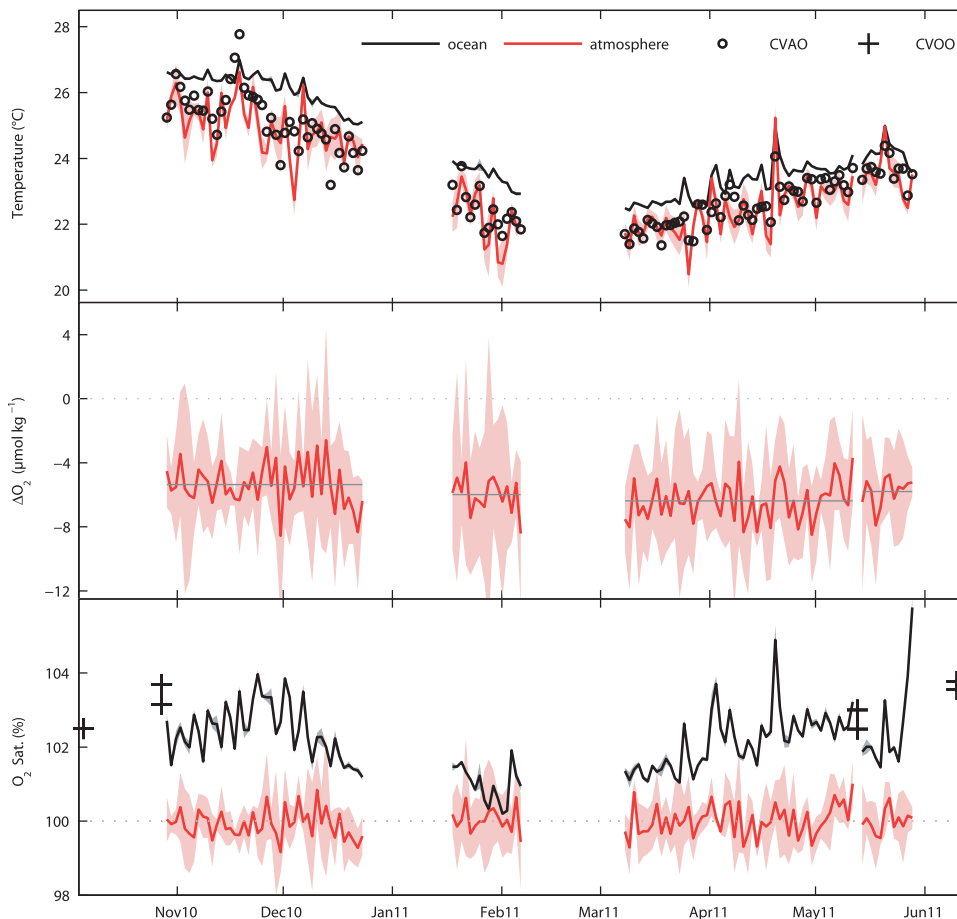 28
26
24
22
20
Temperature (°C)
ocean
atmosphere
CVAO
CVOO
4
0
−4
−8
−12
ΔO₂ (μmol kg⁻¹)
104
102
100
98
O₂ Sat. (%)
Nov10 Dec10 Jan11 Feb11 Mar11 Apr11 May11 Jun11